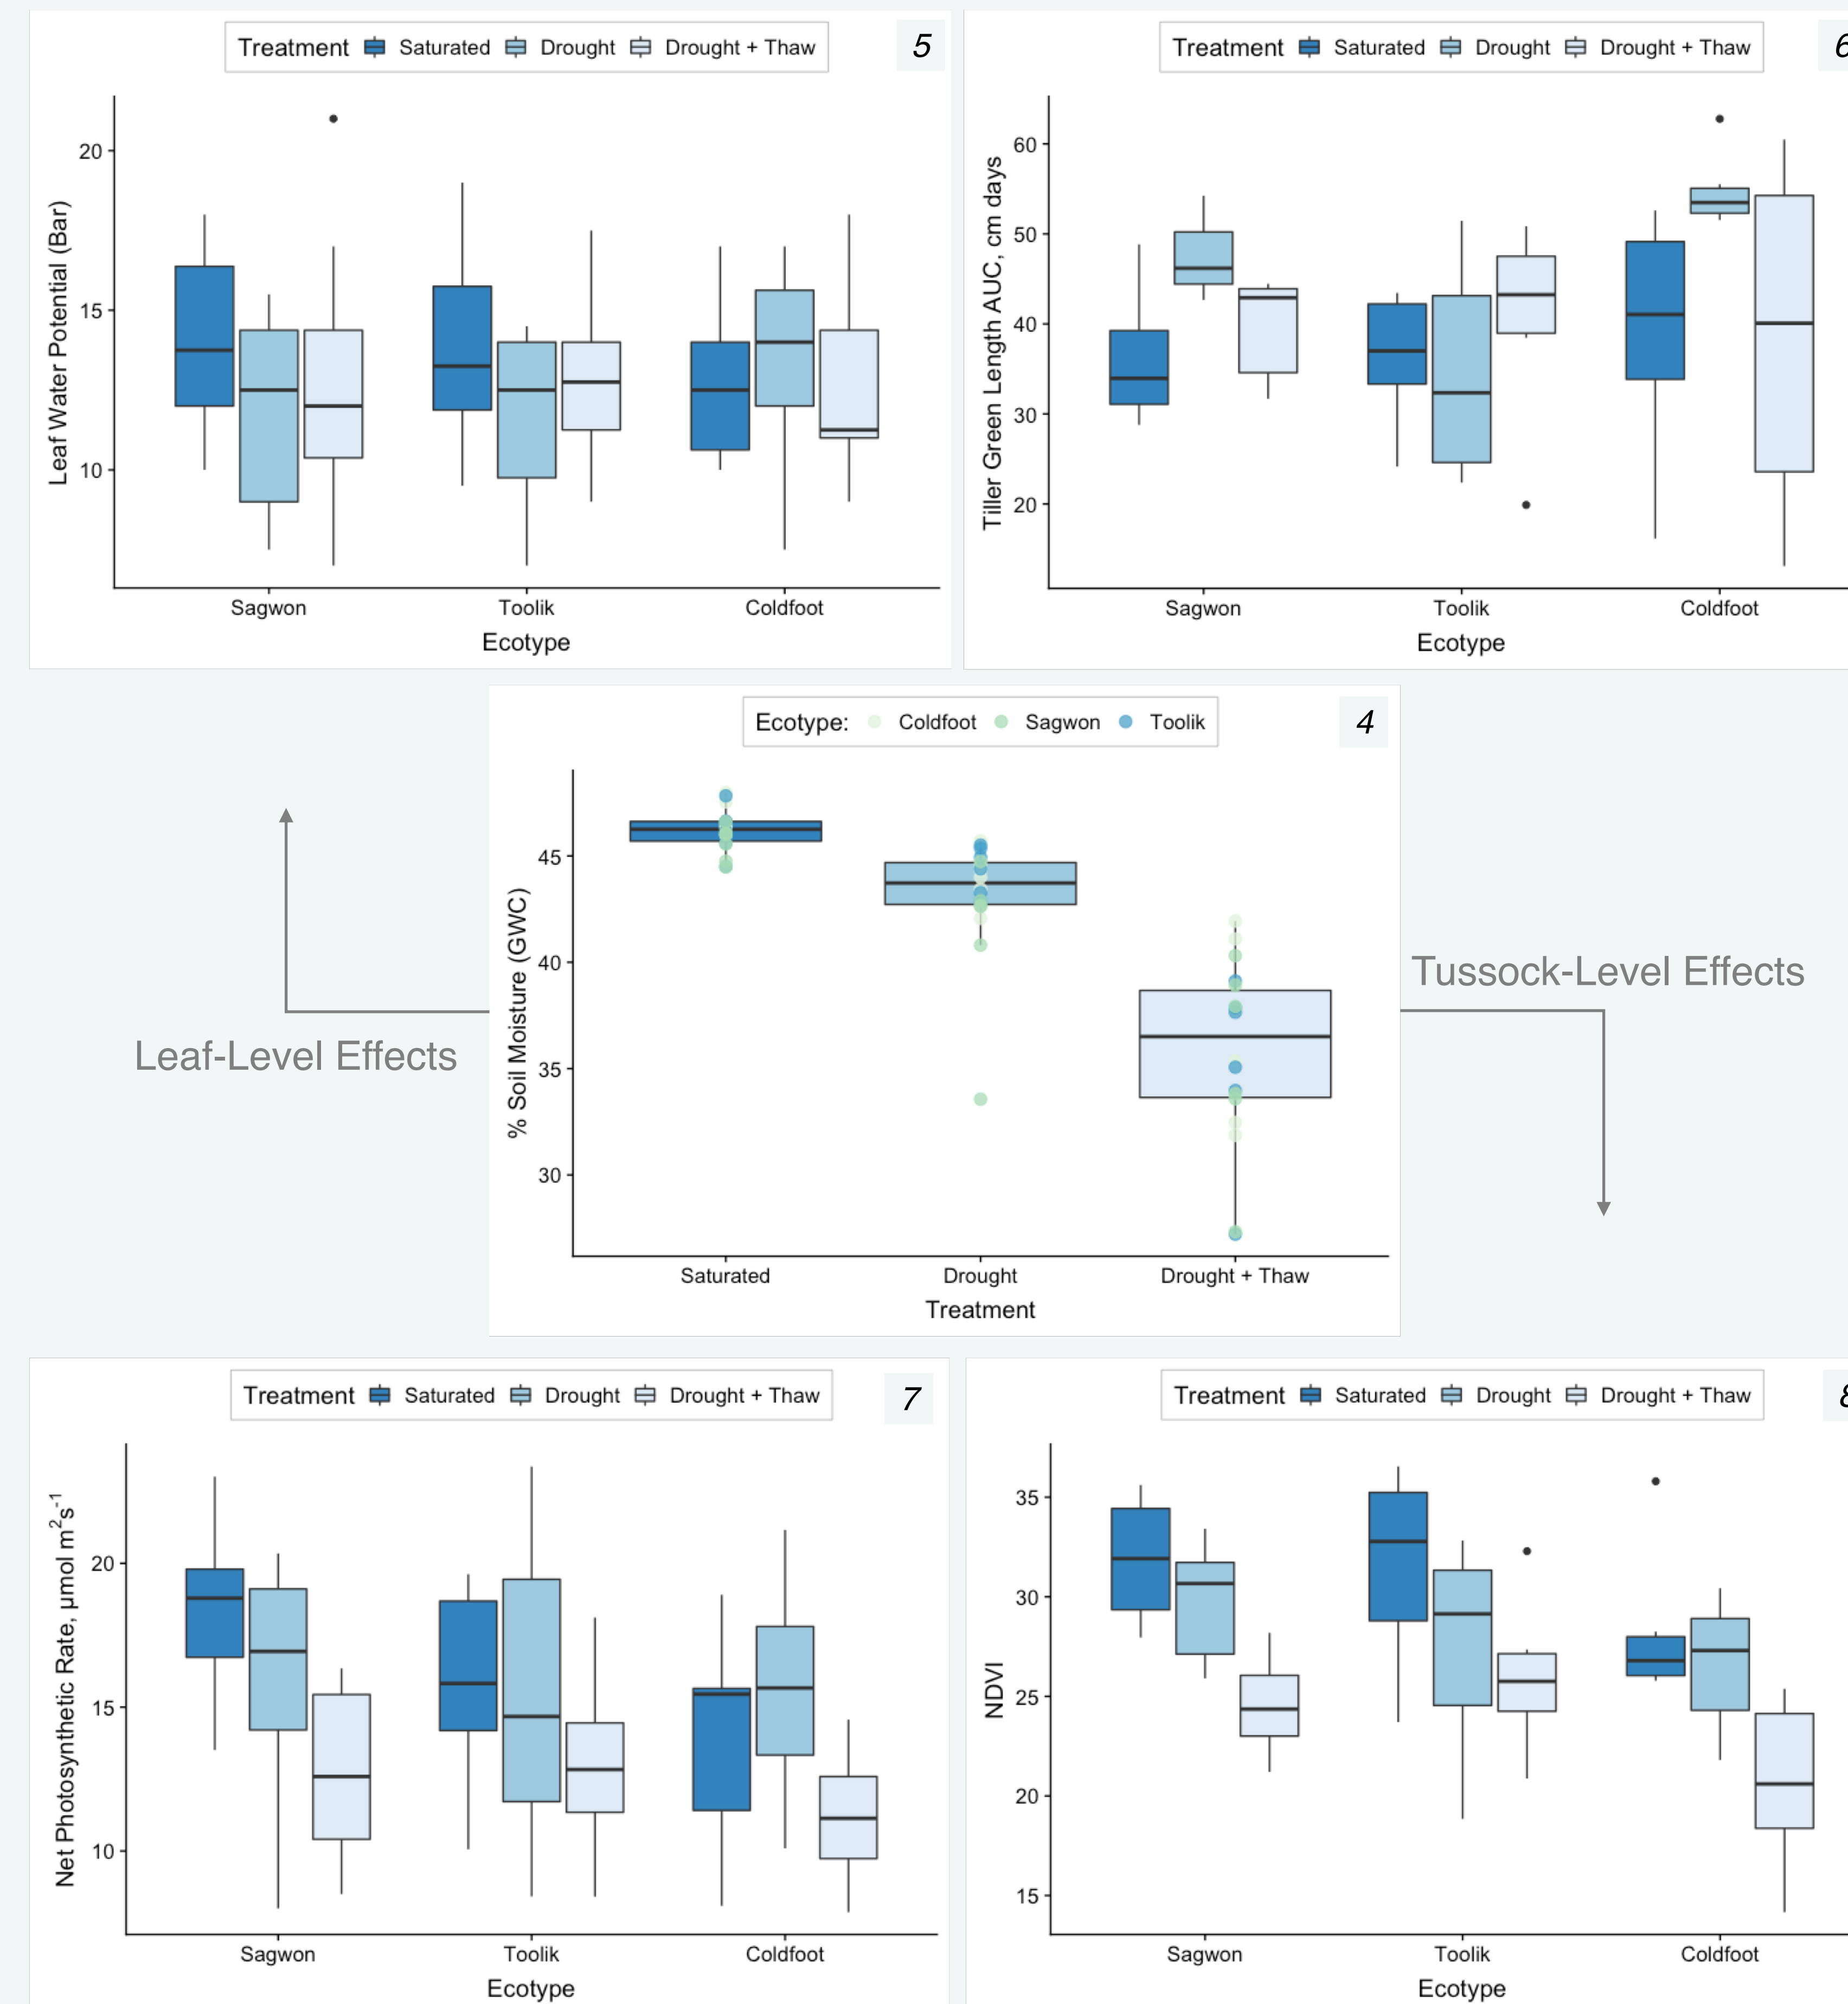 Treatment Saturated Drought Drought + Thaw
5
Leaf Water Potential (Bar)
20
15
10
Sagwon Toolik Coldfoot
Ecotype
Treatment Saturated Drought Drought + Thaw
6
Tiller Green Length AUC, cm days
60
50
40
30
20
Sagwon Toolik Coldfoot
Ecotype
Ecotype: Coldfoot Sagwon Toolik
4
% Soil Moisture (GWC)
45
40
35
30
Saturated Drought Drought + Thaw
Treatment
Leaf-Level Effects
Tussock-Level Effects
Treatment Saturated Drought Drought + Thaw
7
Net Photosynthetic Rate, µmol m²s⁻¹
20
15
10
Sagwon Toolik Coldfoot
Ecotype
Treatment Saturated Drought Drought + Thaw
8
NDVI
35
30
25
20
15
Sagwon Toolik Coldfoot
Ecotype